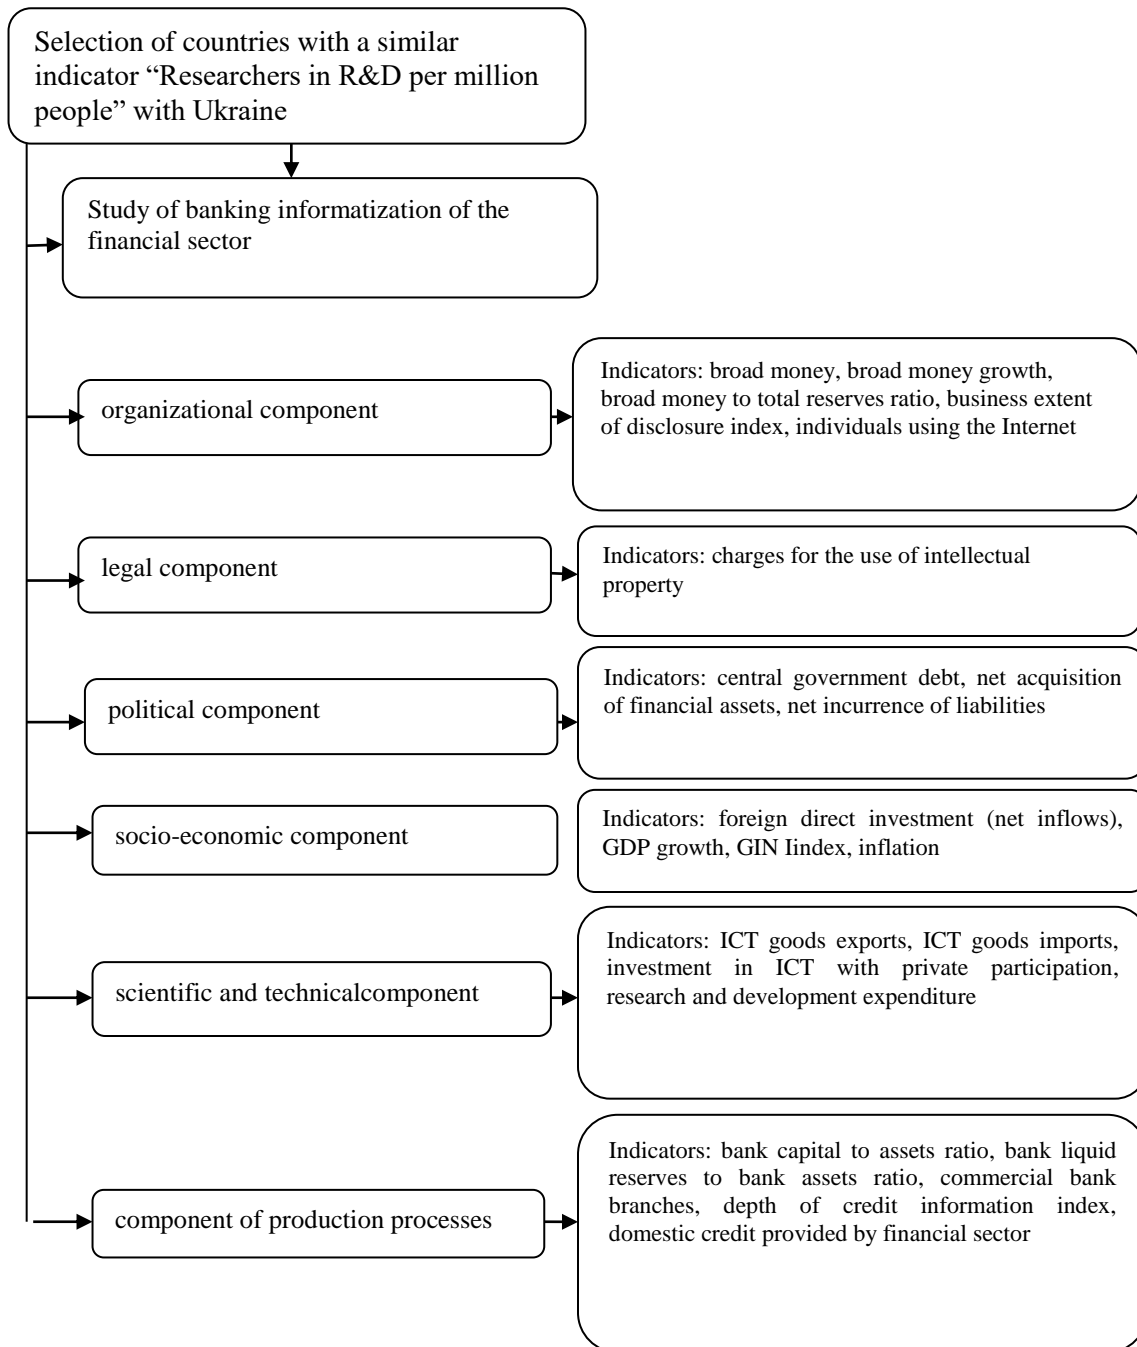 Selection of countries with a similar
indicator “Researchers in R&D per million
people” with Ukraine
Study of banking informatization of the
financial sector
organizational component
Indicators: broad money, broad money growth,
broad money to total reserves ratio, business extent
of disclosure index, individuals using the Internet
legal component
Indicators: charges for the use of intellectual
property
political component
Indicators: central government debt, net acquisition
of financial assets, net incurrence of liabilities
socio-economic component
Indicators: foreign direct investment (net inflows),
GDP growth, GIN Iindex, inflation
scientific and technicalcomponent
Indicators: ICT goods exports, ICT goods imports,
investment in ICT with private participation,
research and development expenditure
component of production processes
Indicators: bank capital to assets ratio, bank liquid
reserves to bank assets ratio, commercial bank
branches, depth of credit information index,
domestic credit provided by financial sector